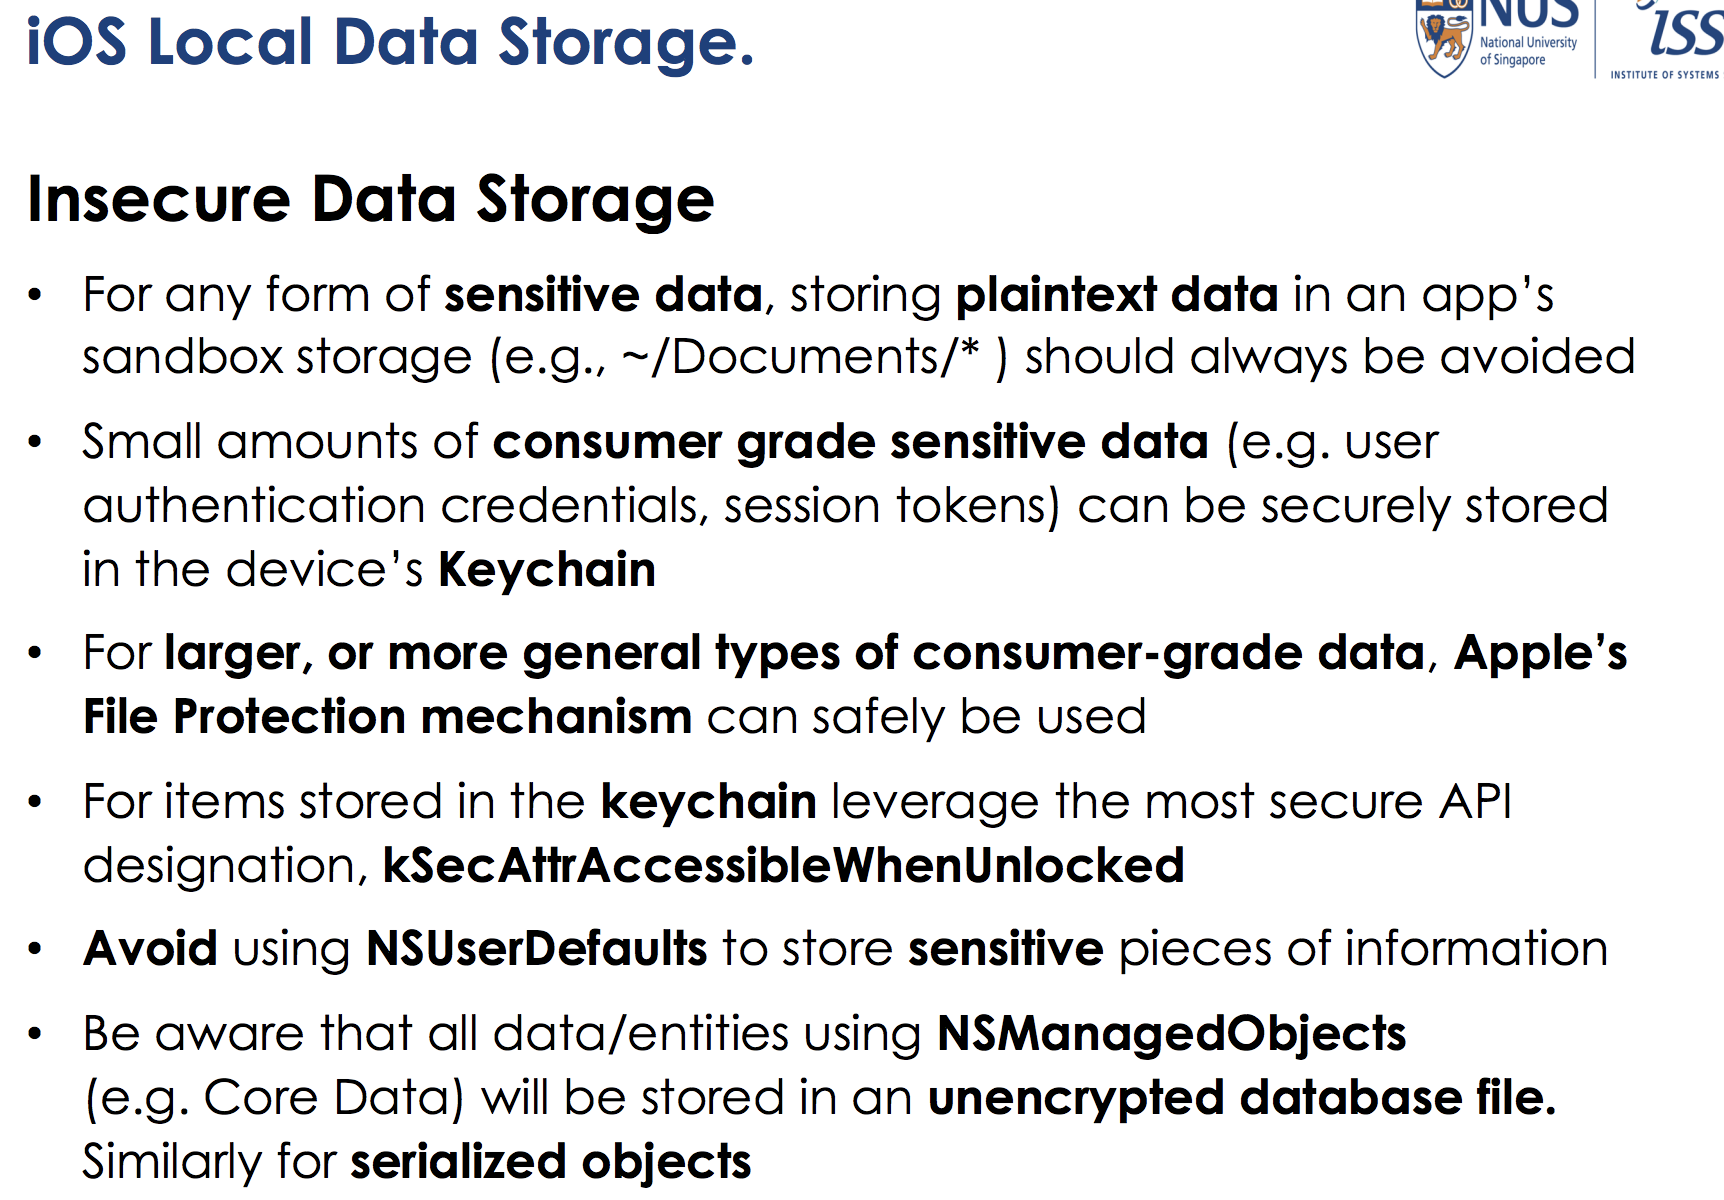 iOS Local Data Storage.
NUS
National University
of Singapore
iss
INSTITUTE OF SYSTEMS
Insecure Data Storage
• For any form of sensitive data, storing plaintext data in an app’s
sandbox storage (e.g., ~/Documents/* ) should always be avoided
• Small amounts of consumer grade sensitive data (e.g. user
authentication credentials, session tokens) can be securely stored
in the device’s Keychain
• For larger, or more general types of consumer-grade data, Apple’s
File Protection mechanism can safely be used
• For items stored in the keychain leverage the most secure API
designation, kSecAttrAccessibleWhenUnlocked
• Avoid using NSUserDefaults to store sensitive pieces of information
• Be aware that all data/entities using NSManagedObjects
(e.g. Core Data) will be stored in an unencrypted database file.
Similarly for serialized objects